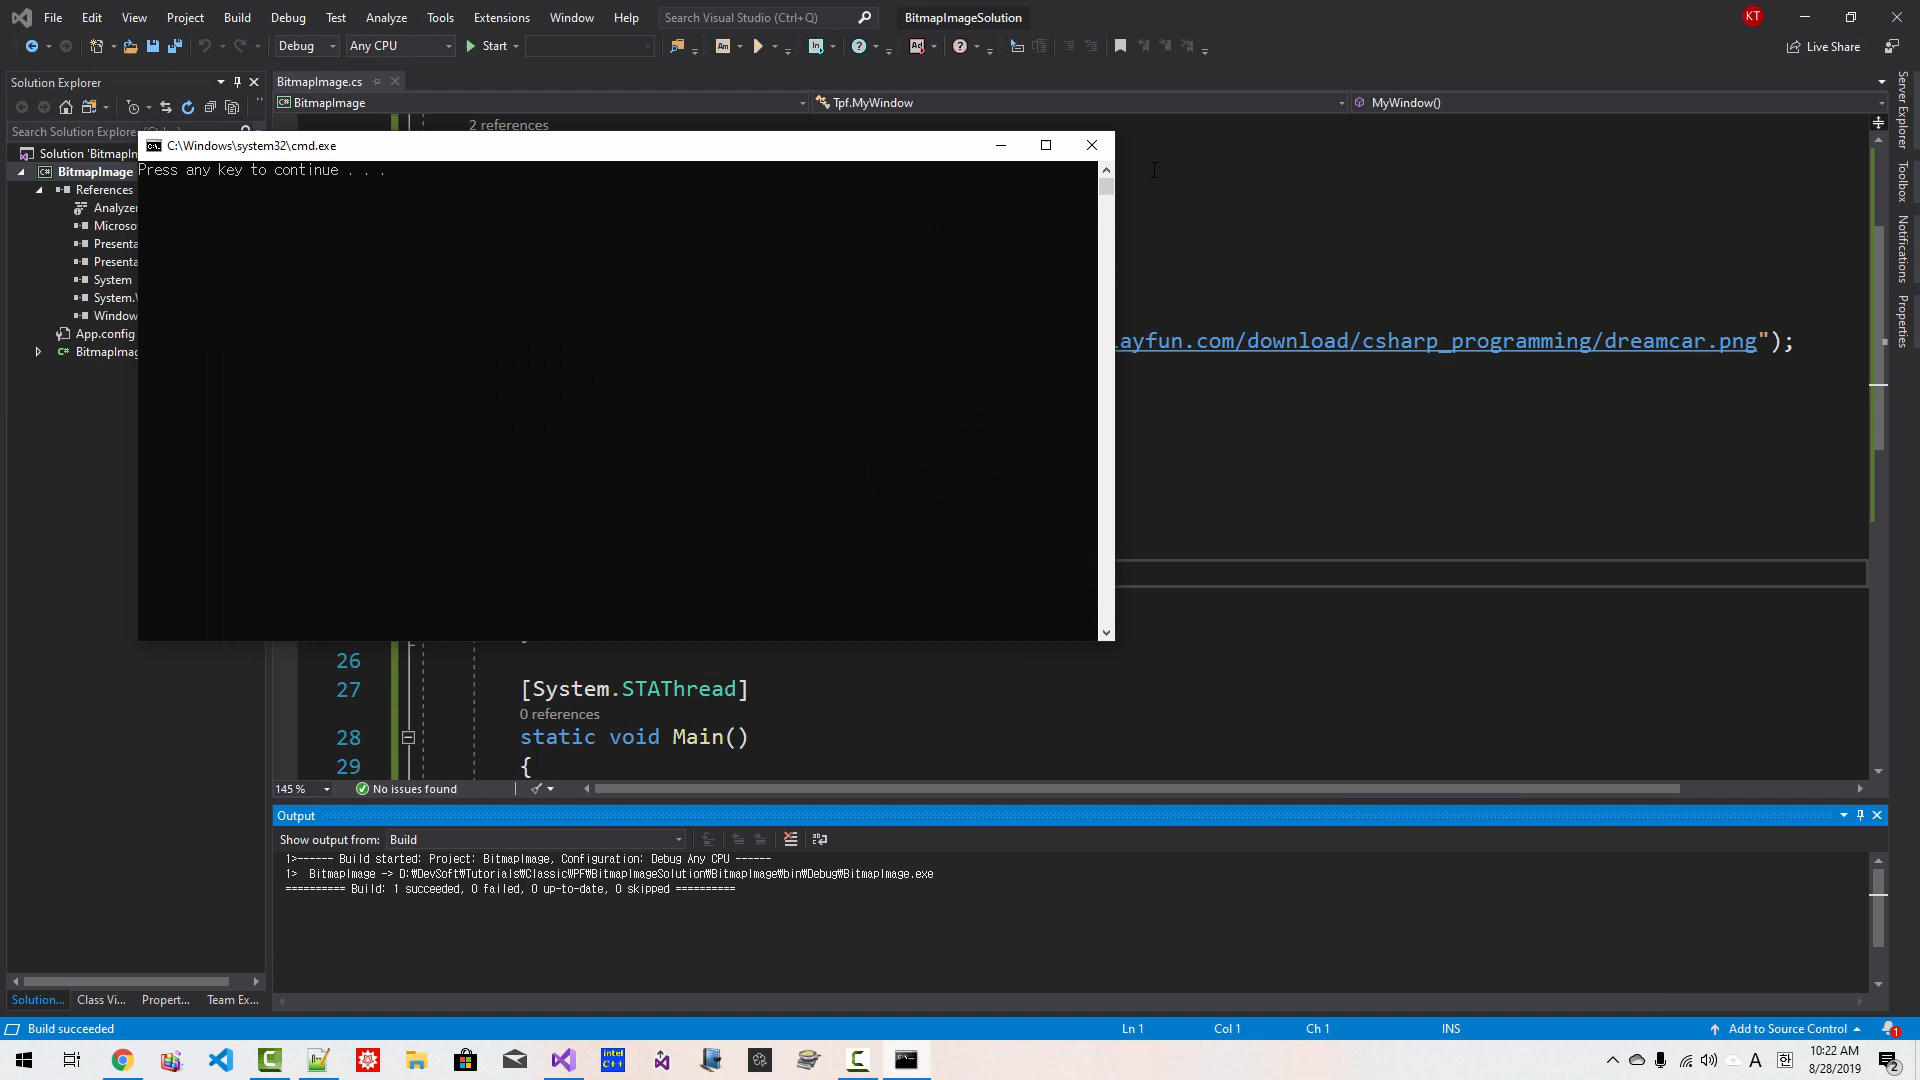 File Edit View Project Build Debug Test Analyze Tools Extensions Window Help Search Visual Studio (Ctrl+Q) BitmapImageSolution KT
Debug Any CPU Start Live Share
Solution Explorer
Search Solution Explore
Solution 'BitmapIm
BitmapImage
References
Analyze
Microso
Presenta
Presenta
System
System.
Window
App.config
BitmapImag
BitmapImage.cs
BitmapImage Tpf.MyWindow MyWindow()
2 references
C:\Windows\system32\cmd.exe
Press any key to continue . . .
layfun.com/download/csharp_programming/dreamcar.png");
26
27 [System.STAThread]
0 references
28 static void Main()
29 {
145 % No issues found
Output
Show output from: Build
1>------ Build started: Project: BitmapImage, Configuration: Debug Any CPU ------
1> BitmapImage -> D:₩DevSoft₩Tutorials₩ClassicWPF₩BitmapImageSolution₩BitmapImage₩bin₩Debug₩BitmapImage.exe
========== Build: 1 succeeded, 0 failed, 0 up-to-date, 0 skipped ==========
Solution... Class Vi... Propert... Team Ex...
Server Explorer
Toolbox
Notifications
Properties
Build succeeded Ln 1 Col 1 Ch 1 INS Add to Source Control 1
intel C++
A 한 10:22 AM
8/28/2019
2